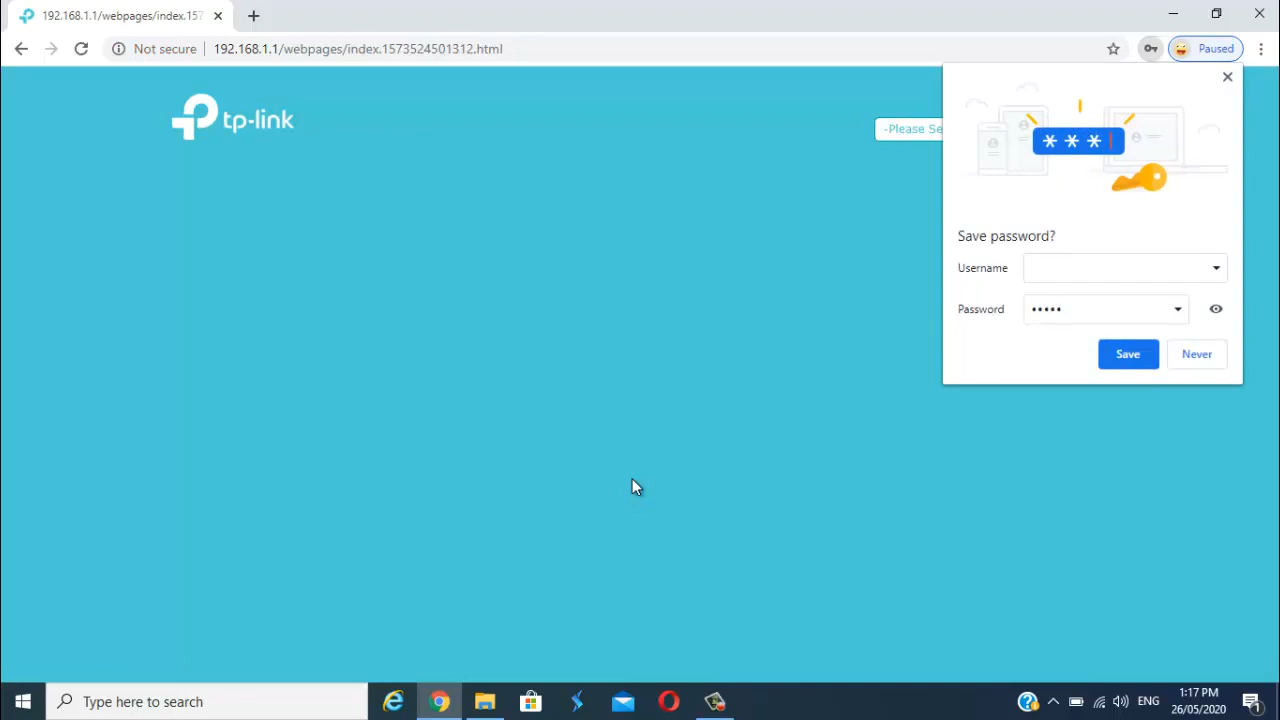 192.168.1.1/webpages/index.157
Not secure
192.168.1.1/webpages/index.1573524501312.html
Paused
tp-link
-Please Se
* * *
Save password?
Username
Password •••••
Save
Never
Type here to search
ENG
1:17 PM
26/05/2020
1